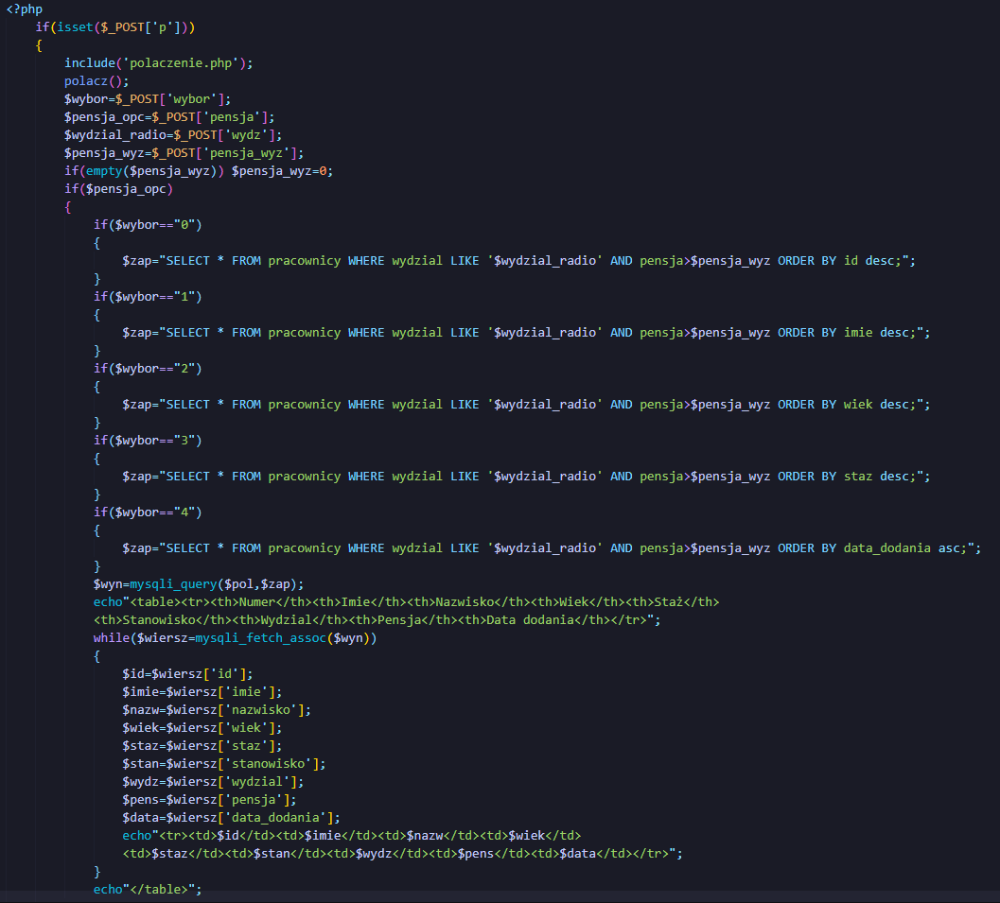 <?php
    if(isset($_POST['p']))
    {
        include('polaczenie.php');
        polacz();
        $wybor=$_POST['wybor'];
        $pensja_opc=$_POST['pensja'];
        $wydzial_radio=$_POST['wydz'];
        $pensja_wyz=$_POST['pensja_wyz'];
        if(empty($pensja_wyz)) $pensja_wyz=0;
        if($pensja_opc)
        {
            if($wybor=="0")
            {
                $zap="SELECT * FROM pracownicy WHERE wydzial LIKE '$wydzial_radio' AND pensja>$pensja_wyz ORDER BY id desc;";
            }
            if($wybor=="1")
            {
                $zap="SELECT * FROM pracownicy WHERE wydzial LIKE '$wydzial_radio' AND pensja>$pensja_wyz ORDER BY imie desc;";
            }
            if($wybor=="2")
            {
                $zap="SELECT * FROM pracownicy WHERE wydzial LIKE '$wydzial_radio' AND pensja>$pensja_wyz ORDER BY wiek desc;";
            }
            if($wybor=="3")
            {
                $zap="SELECT * FROM pracownicy WHERE wydzial LIKE '$wydzial_radio' AND pensja>$pensja_wyz ORDER BY staz desc;";
            }
            if($wybor=="4")
            {
                $zap="SELECT * FROM pracownicy WHERE wydzial LIKE '$wydzial_radio' AND pensja>$pensja_wyz ORDER BY data_dodania asc;";
            }
            $wyn=mysqli_query($pol,$zap);
            echo"<table><tr><th>Numer</th><th>Imie</th><th>Nazwisko</th><th>Wiek</th><th>Staż</th>
            <th>Stanowisko</th><th>Wydzial</th><th>Pensja</th><th>Data dodania</th></tr>";
            while($wiersz=mysqli_fetch_assoc($wyn))
            {
                $id=$wiersz['id'];
                $imie=$wiersz['imie'];
                $nazw=$wiersz['nazwisko'];
                $wiek=$wiersz['wiek'];
                $staz=$wiersz['staz'];
                $stan=$wiersz['stanowisko'];
                $wydz=$wiersz['wydzial'];
                $pens=$wiersz['pensja'];
                $data=$wiersz['data_dodania'];
                echo"<tr><td>$id</td><td>$imie</td><td>$nazw</td><td>$wiek</td>
                <td>$staz</td><td>$stan</td><td>$wydz</td><td>$pens</td><td>$data</td></tr>";
            }
            echo"</table>";